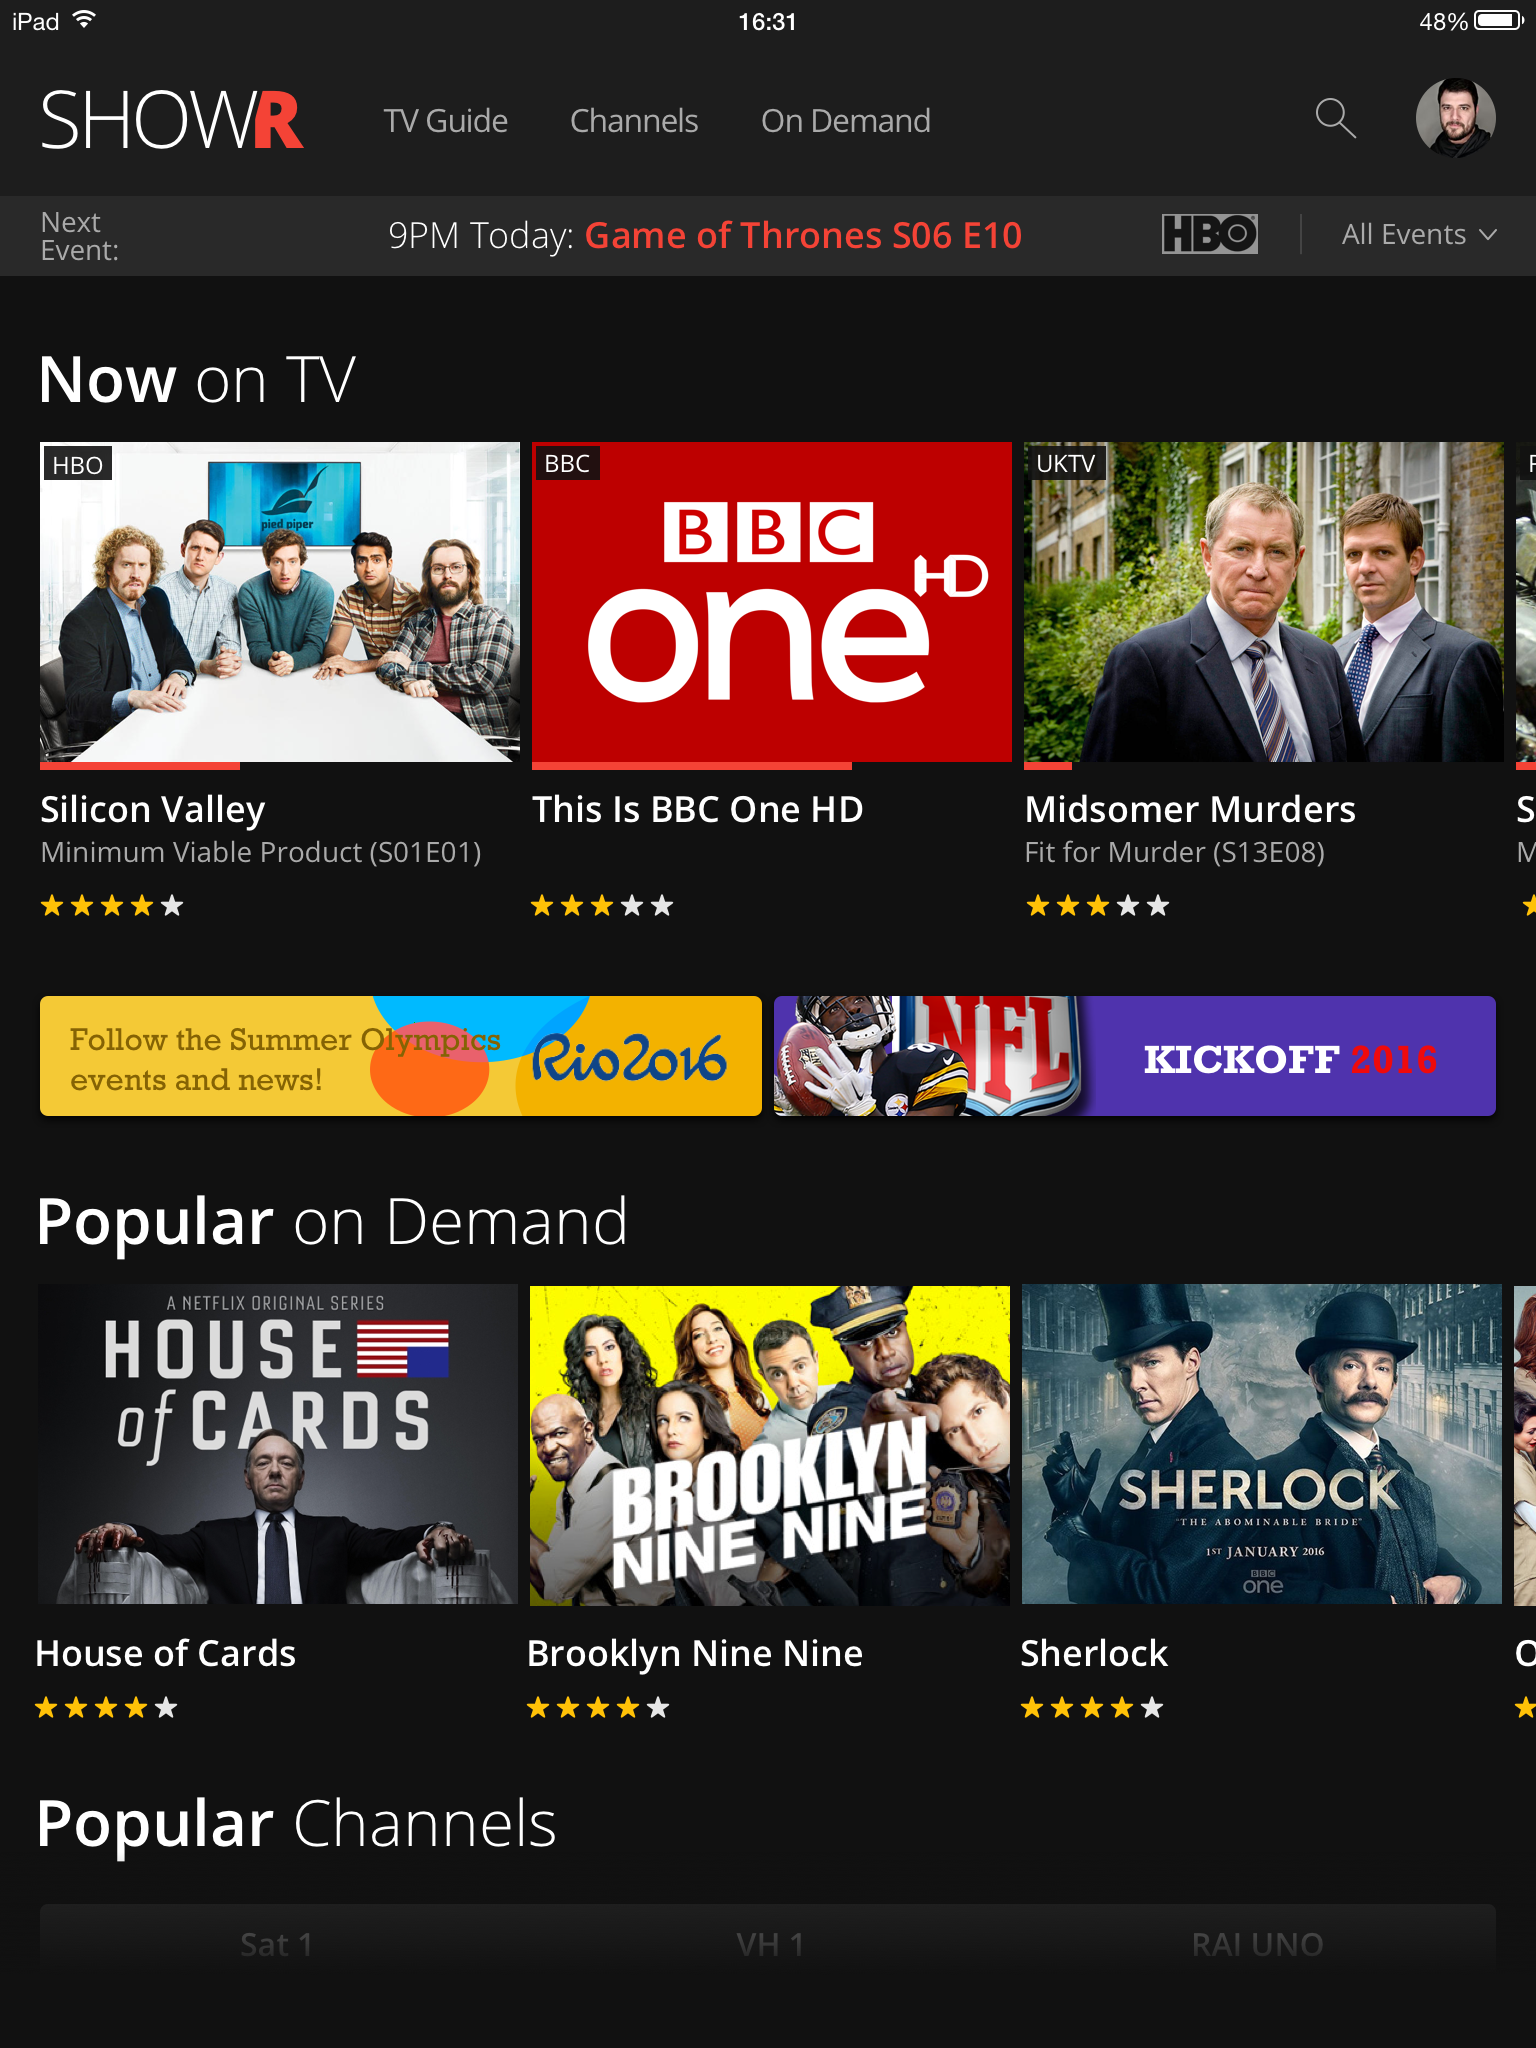 iPad 16:31 48%
SHOWR TV Guide Channels On Demand
Next
Event:
9PM Today: Game of Thrones S06 E10
HBO
All Events
Now on TV
HBO
pied piper
BBC
BBC
one HD
UKTV
Silicon Valley
Minimum Viable Product (S01E01)
This Is BBC One HD
Midsomer Murders
Fit for Murder (S13E08)
Follow the Summer Olympics
events and news!
Rio2016
NFL
KICKOFF 2016
Popular on Demand
A NETFLIX ORIGINAL SERIES
HOUSE
of CARDS
BROOKLYN
NINE NINE
SHERLOCK
"THE ABOMINABLE BRIDE"
1ST JANUARY 2016
BBC
one
House of Cards
Brooklyn Nine Nine
Sherlock
Popular Channels
Sat 1
VH 1
RAI UNO